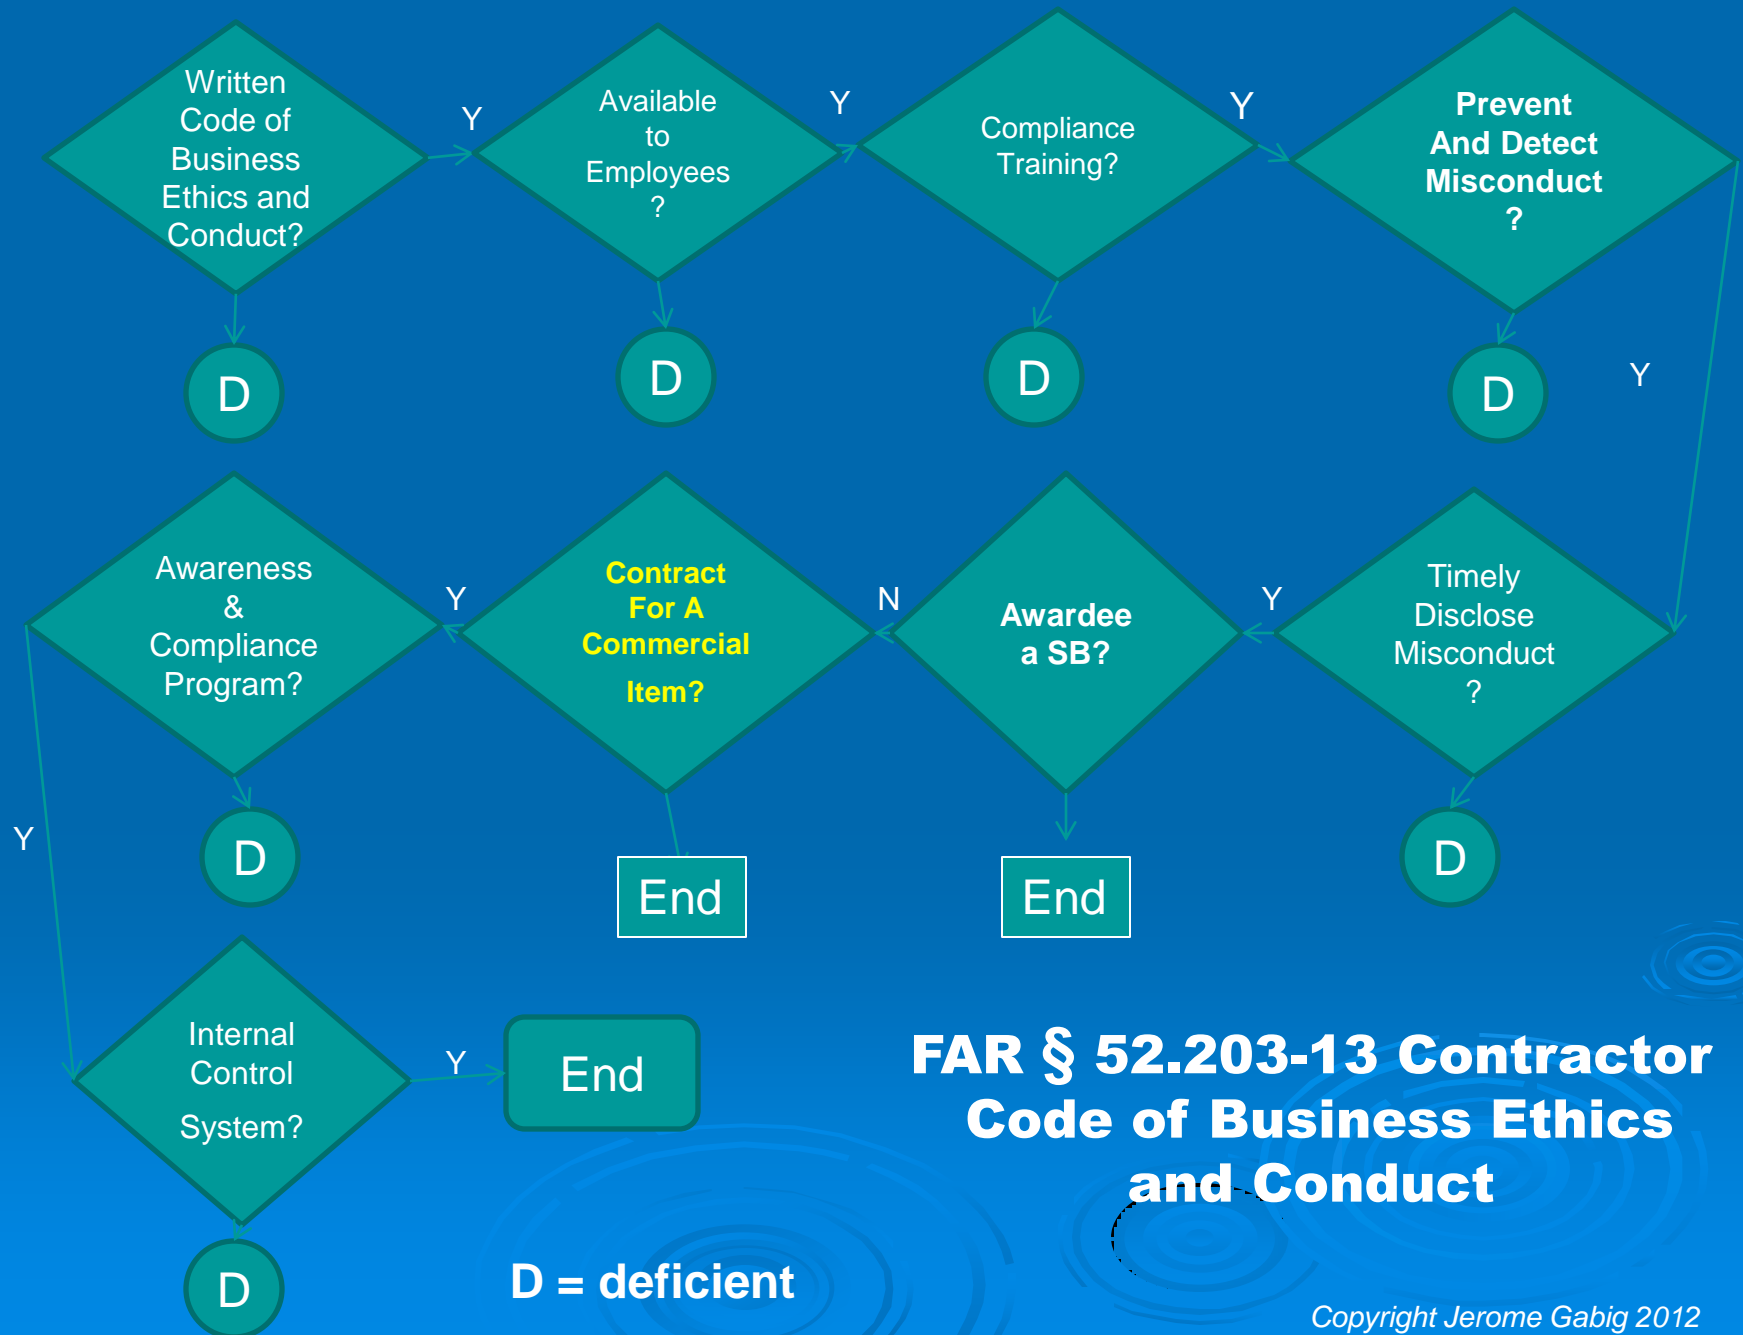 Written
Code of
Business
Ethics and
Conduct?
Y
Available
to
Employees
?
Y
Compliance
Training?
Y
Prevent
And Detect
Misconduct
?
D
D
D
D
Y
Awareness
&
Compliance
Program?
Y
Contract
For A
Commercial
Item?
N
Awardee
a SB?
Y
Timely
Disclose
Misconduct
?
Y
D
End
End
D
Internal
Control
System?
Y
End
FAR § 52.203-13 Contractor
Code of Business Ethics
and Conduct
D
D = deficient
Copyright Jerome Gabig 2012